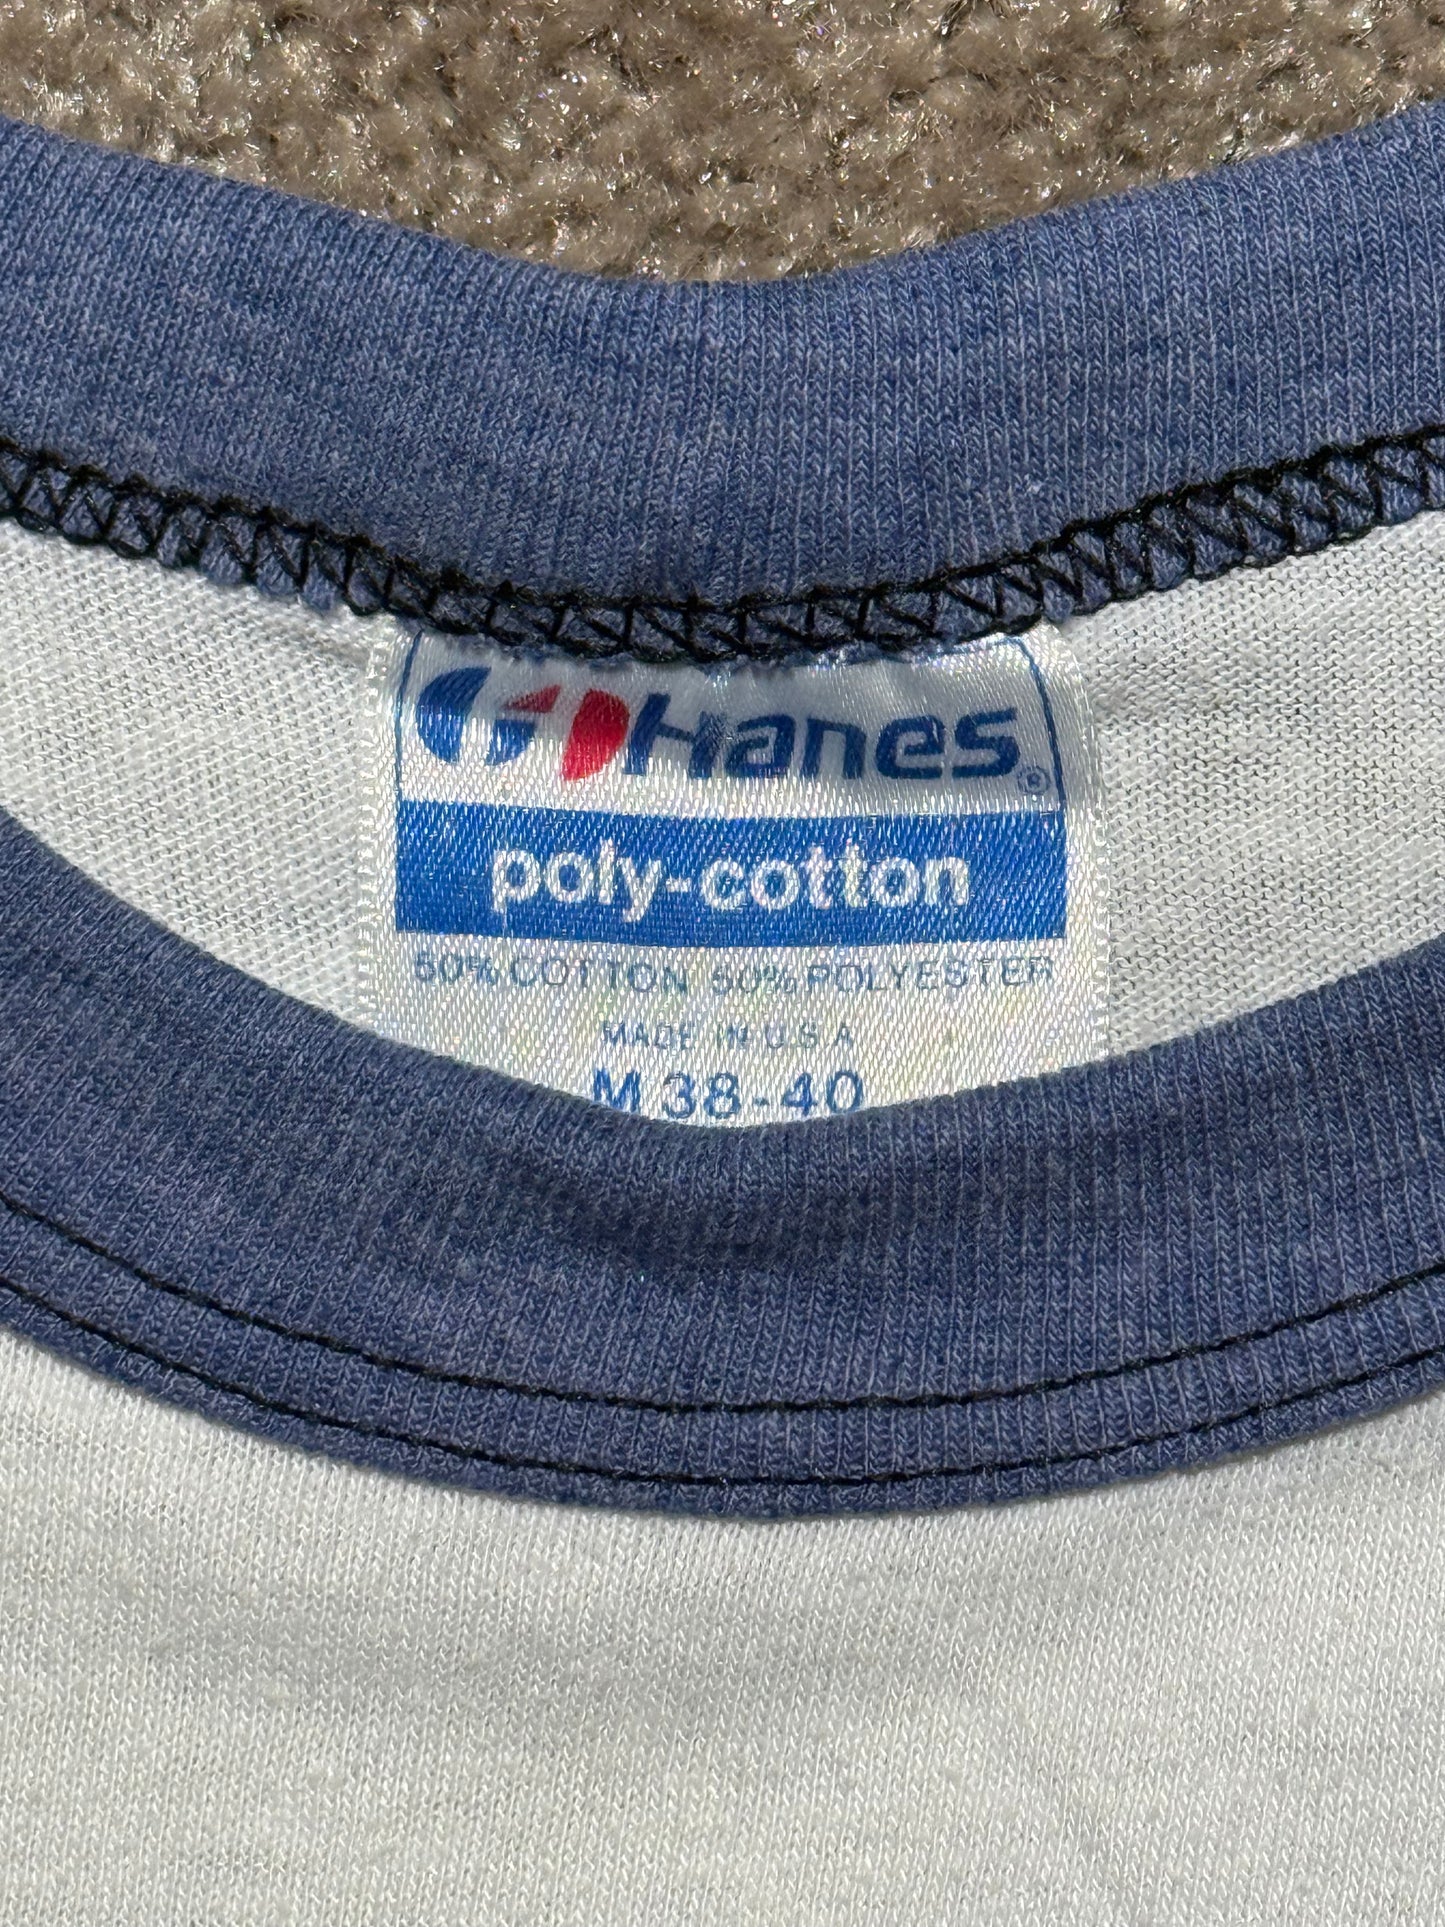 Hanes®
poly-cotton
50% COTTON 50% POLYESTER
MADE IN U.S.A
M 38-40